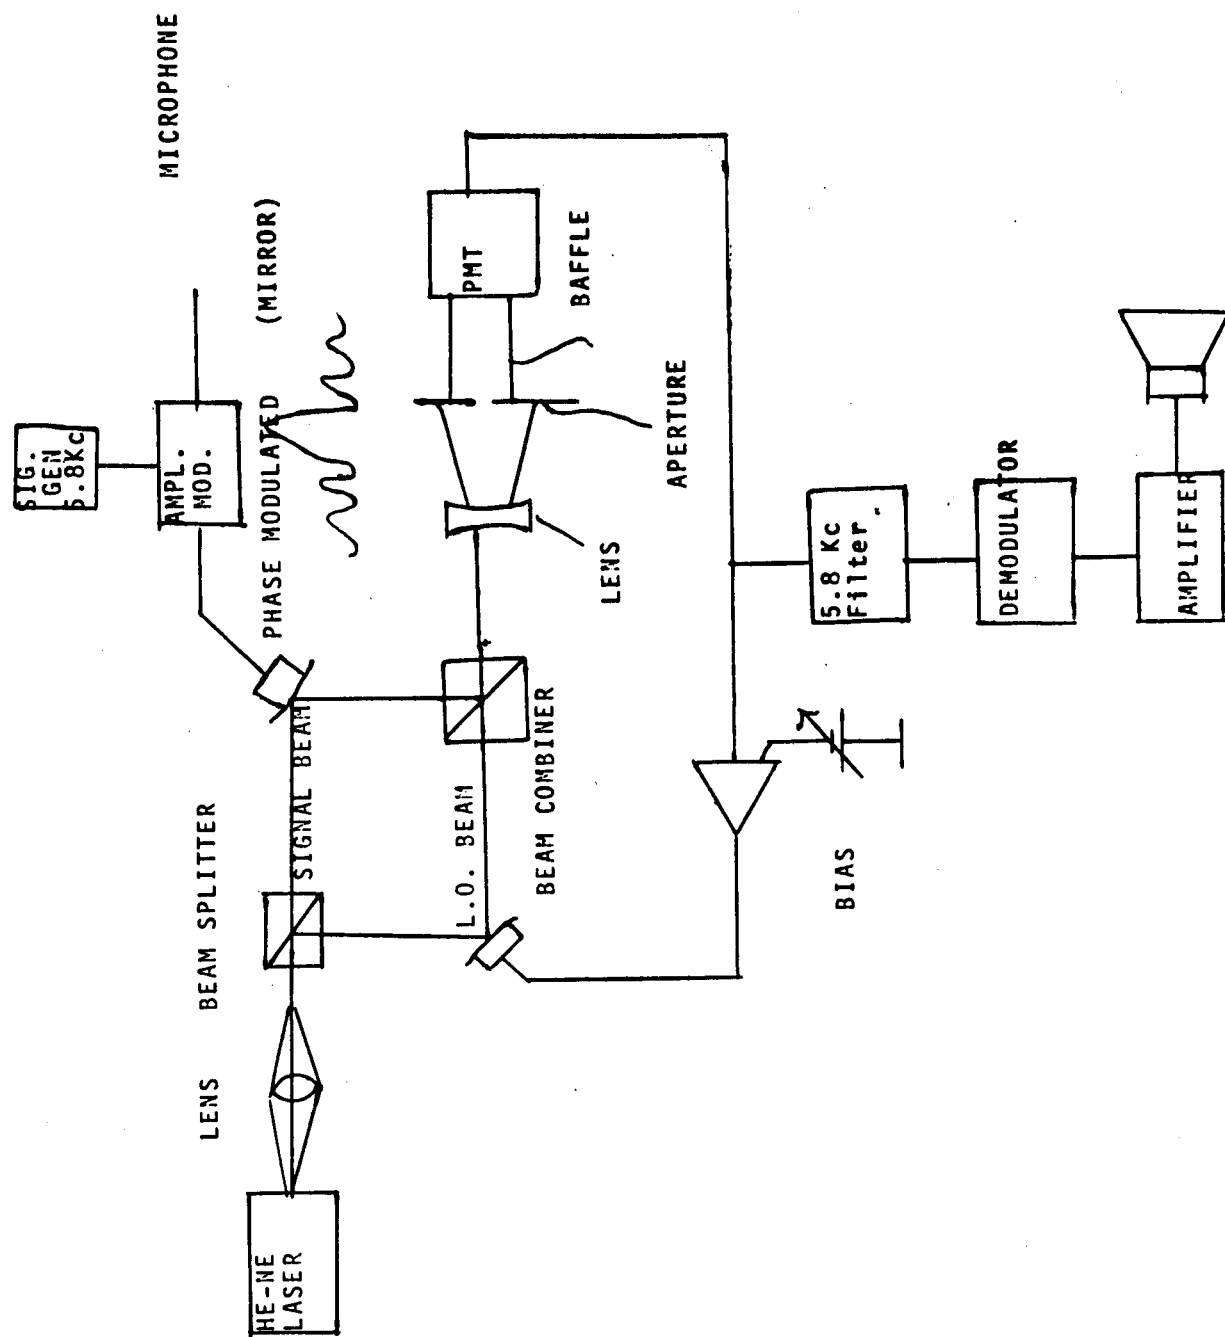 MICROPHONE
SIG.
GEN
5.8Kc
AMPL.
MOD.
PHASE MODULATED (MIRROR)
PMT
BAFFLE
APERTURE
LENS
SIGNAL BEAM
L.O. BEAM
BEAM COMBINER
BEAM SPLITTER
LENS
HE-NE
LASER
BIAS
5.8 Kc
Filter
DEMODULATOR
AMPLIFIER